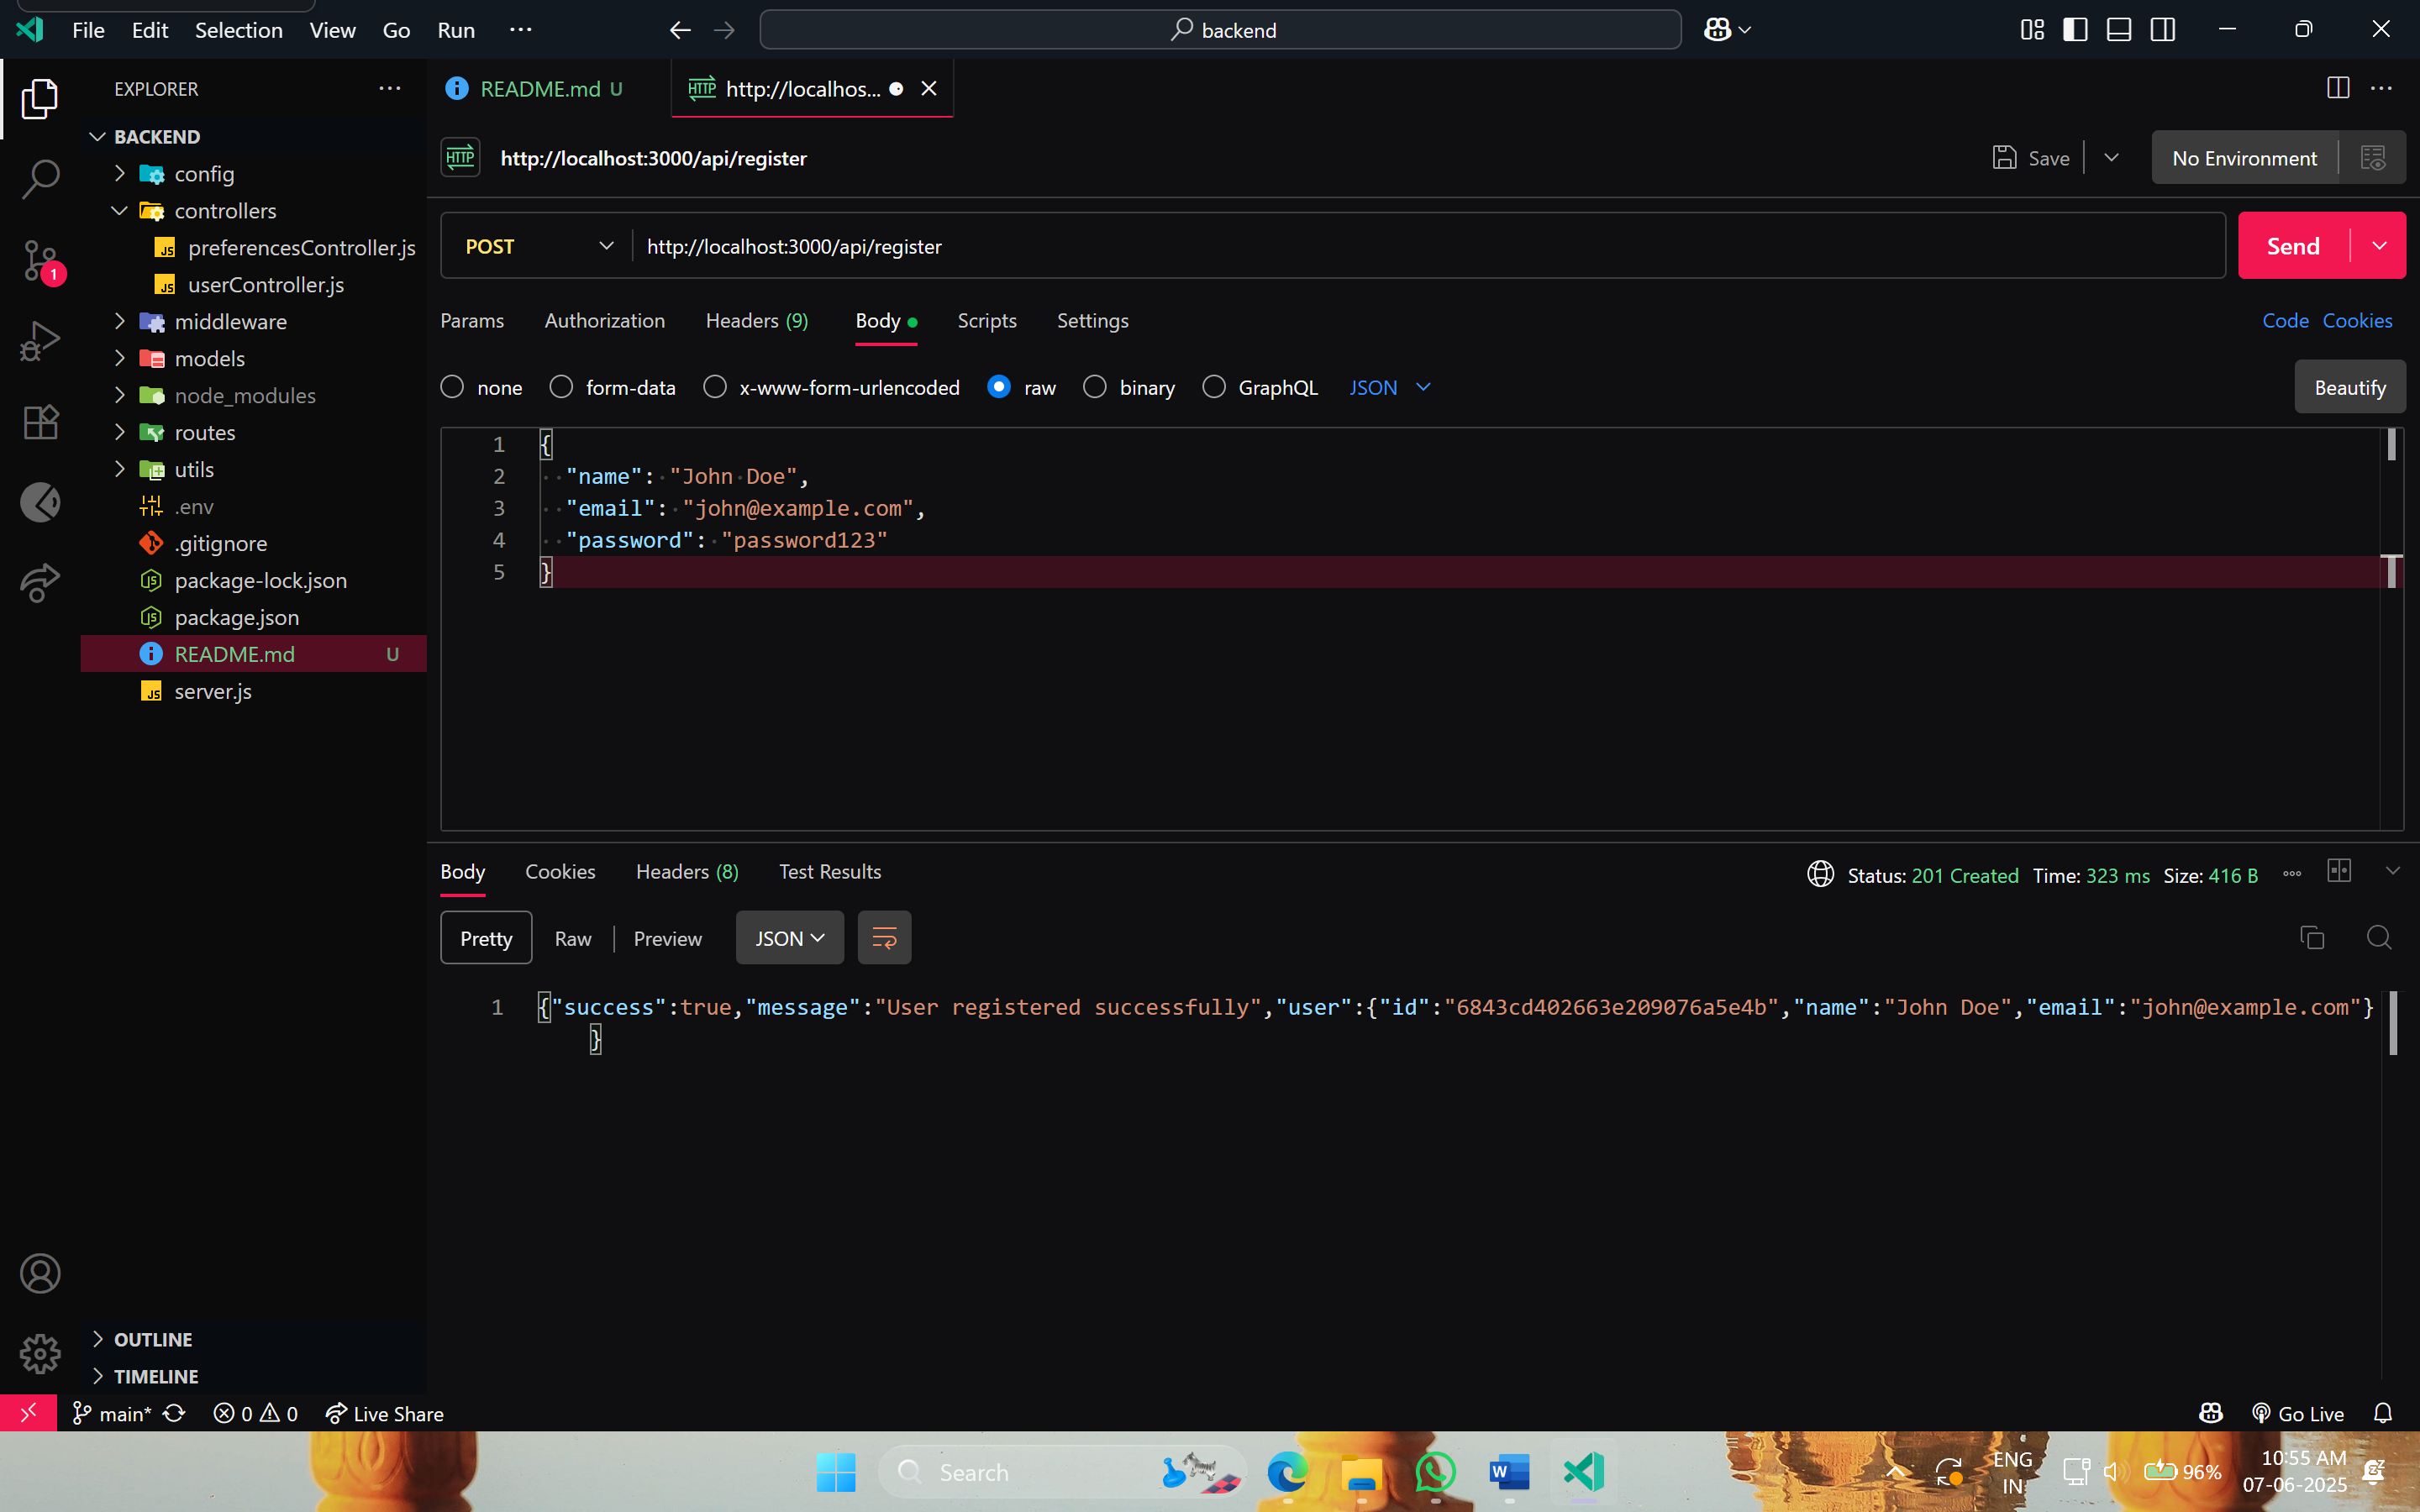 File Edit Selection View Go Run ···
backend
EXPLORER
README.md U
http://localhos...
BACKEND
config
controllers
preferencesController.js
userController.js
middleware
models
node_modules
routes
utils
.env
.gitignore
package-lock.json
package.json
README.md U
server.js
OUTLINE
TIMELINE
1
HTTP http://localhost:3000/api/register
Save
No Environment
POST http://localhost:3000/api/register
Send
Params Authorization Headers (9) Body Scripts Settings
Code Cookies
none form-data x-www-form-urlencoded raw binary GraphQL JSON
Beautify
1 {
2 "name": "John Doe",
3 "email": "john@example.com",
4 "password": "password123"
5 }
Body Cookies Headers (8) Test Results
Status: 201 Created Time: 323 ms Size: 416 B
Pretty Raw Preview JSON
1 {"success":true,"message":"User registered successfully","user":{"id":"6843cd402663e209076a5e4b","name":"John Doe","email":"john@example.com"}
}
main* 0 0 Live Share
Go Live
Search
ENG
IN
96%
10:55 AM
07-06-2025